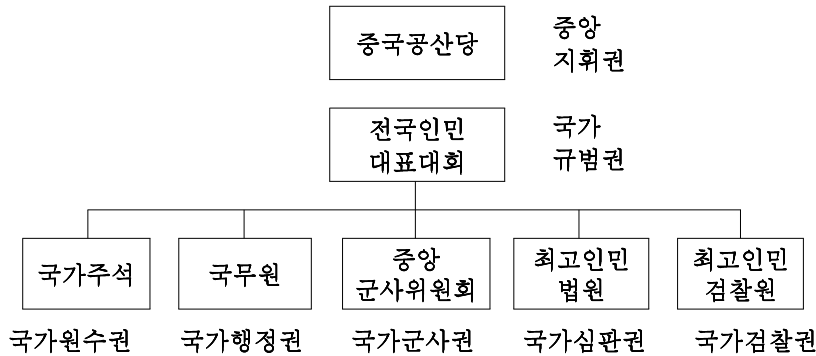 중국공산당
중앙
지휘권
전국인민
대표대회
국가
규범권
국가주석
국무원
중앙
군사위원회
최고인민
법원
최고인민
검찰원
국가원수권
국가행정권
국가군사권
국가심판권
국가검찰권